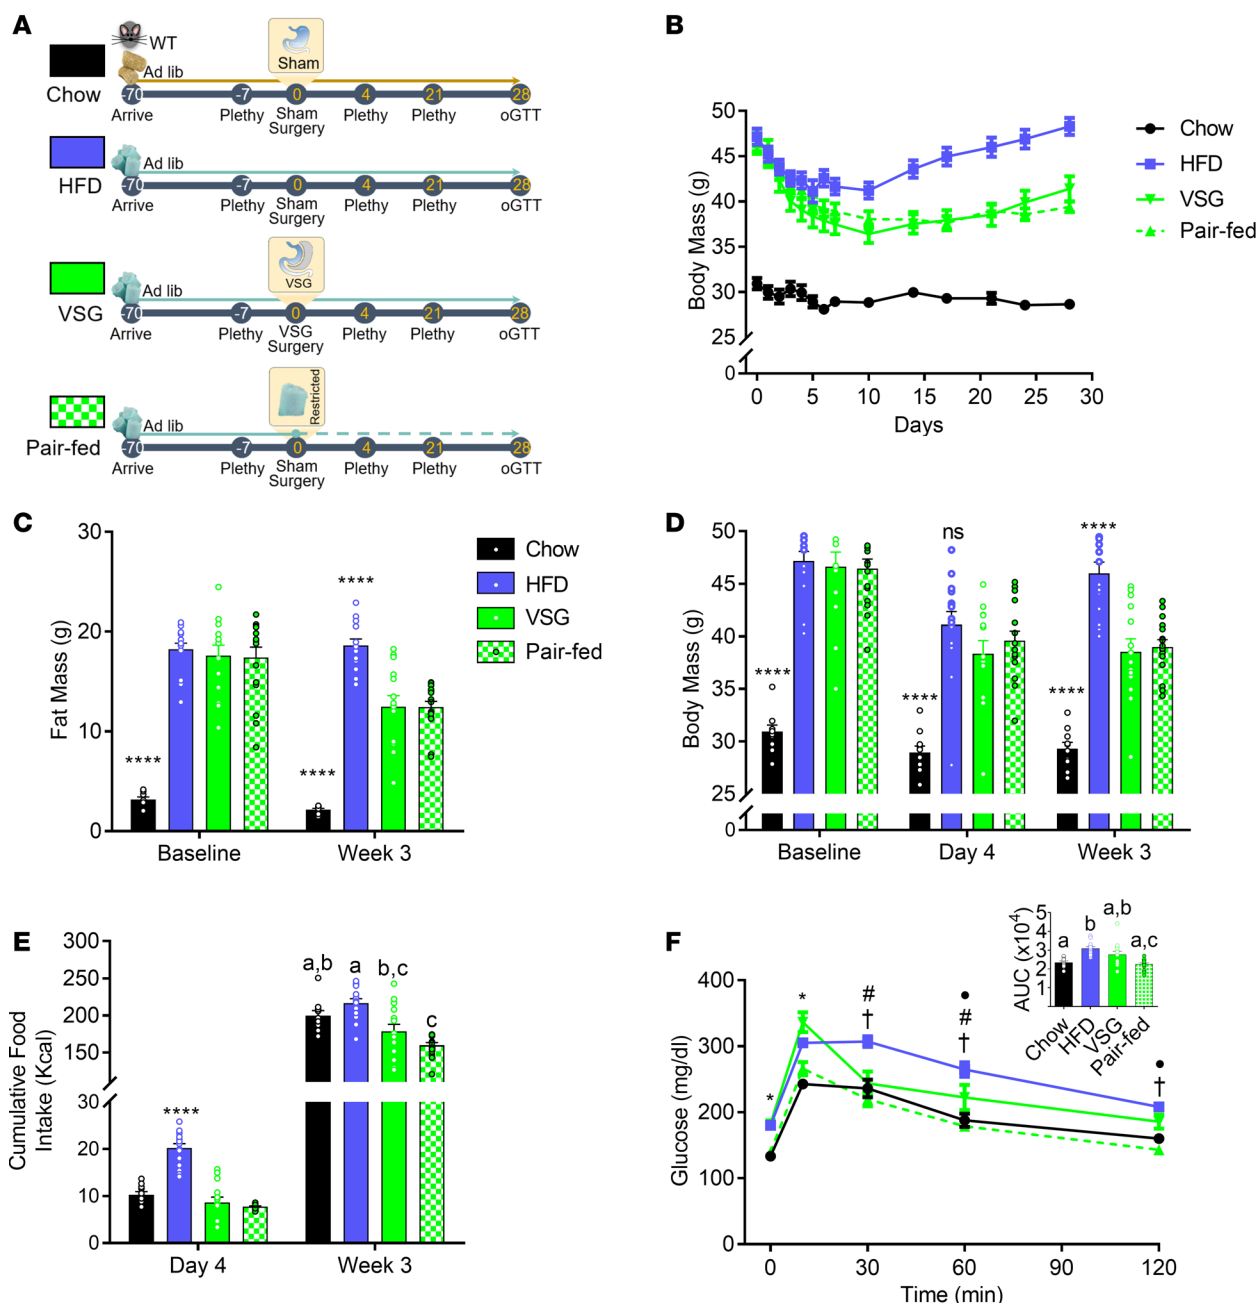 A
WT
Sham
Ad lib
Chow
-70 -7 0 4 21 28
Arrive Plethy Sham Surgery Plethy Plethy oGTT
HFD
Ad lib
-70 -7 0 4 21 28
Arrive Plethy Sham Surgery Plethy Plethy oGTT
VSG
VSG
Ad lib
-70 -7 0 4 21 28
Arrive Plethy VSG Surgery Plethy Plethy oGTT
Restricted
Pair-fed
Ad lib
-70 -7 0 4 21 28
Arrive Plethy Sham Surgery Plethy Plethy oGTT
B
Body Mass (g)
50
45
40
35
30
25
0
0 5 10 15 20 25 30
Days
Chow
HFD
VSG
Pair-fed
C
Fat Mass (g)
30
20
10
0
****
****
****
Baseline Week 3
Chow
HFD
VSG
Pair-fed
D
Body Mass (g)
50
45
40
35
30
25
0
****
ns
****
****
****
Baseline Day 4 Week 3
E
Cumulative Food
Intake (Kcal)
300
250
200
150
30
20
10
0
****
a,b a b,c c
Day 4 Week 3
F
Glucose (mg/dl)
400
300
200
100
0
* * # † ● # † ● †
0 30 60 90 120
Time (min)
AUC (x10⁴)
5
4
3
2
1
a b a,b a,c
Chow
HFD
VSG
Pair-fed